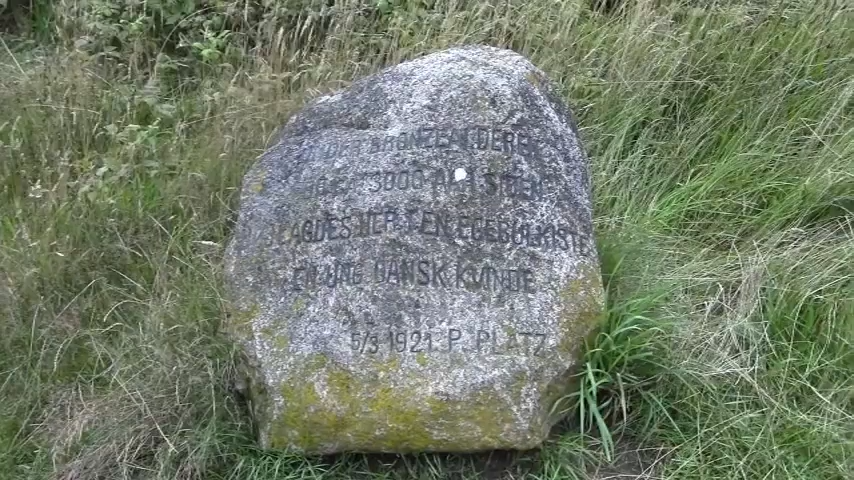 BRONZEALDEREN
3000 AAR SIDEN
HER I EN EGEBULKISTE
EN UNG DANSK KVINDE
5/3 1921 P. PLATZ